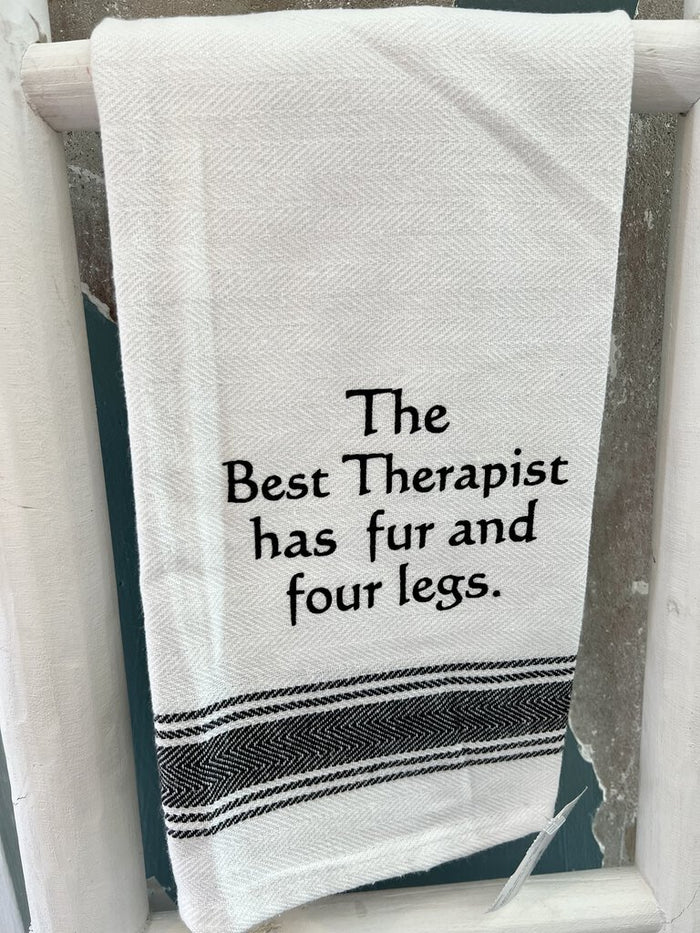 The
Best Therapist
has fur and
four legs.